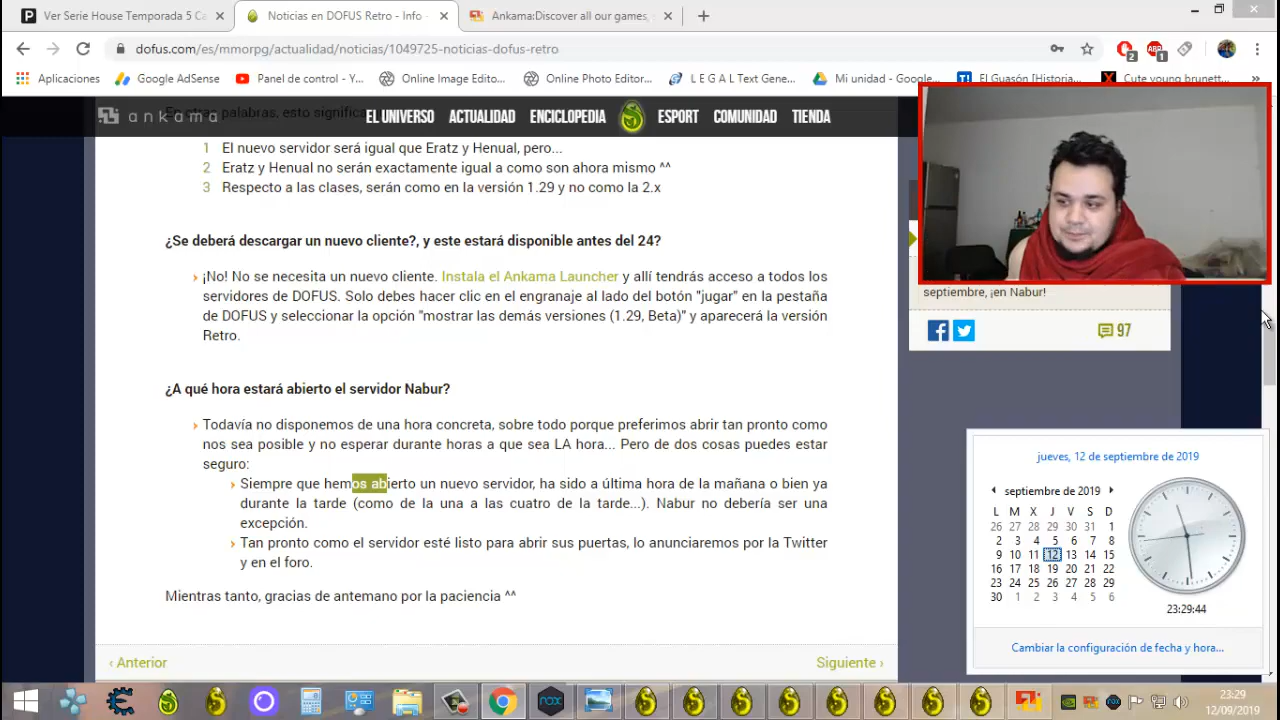 Ver Serie House Temporada 5 Ca
Noticias en DOFUS Retro - Info -
Ankama:Discover all our games,
dofus.com/es/mmorpg/actualidad/noticias/1049725-noticias-dofus-retro
2
1
Aplicaciones
Google AdSense
Panel de control - Y...
Online Image Edito...
Online Photo Editor...
L E G A L Text Gene...
Mi unidad - Google...
El Guasón [Historia...
Cute young brunett...
En otras palabras, esto significa
ankama
EL UNIVERSO
ACTUALIDAD
ENCICLOPEDIA
ESPORT
COMUNIDAD
TIENDA
1 El nuevo servidor será igual que Eratz y Henual, pero...
2 Eratz y Henual no serán exactamente igual a como son ahora mismo ^^
3 Respecto a las clases, serán como en la versión 1.29 y no como la 2.x
¿Se deberá descargar un nuevo cliente?, y este estará disponible antes del 24?
¡No! No se necesita un nuevo cliente. Instala el Ankama Launcher y allí tendrás acceso a todos los
servidores de DOFUS. Solo debes hacer clic en el engranaje al lado del botón "jugar" en la pestaña
de DOFUS y seleccionar la opción "mostrar las demás versiones (1.29, Beta)" y aparecerá la versión
Retro.
septiembre, ¡en Nabur!
97
¿A qué hora estará abierto el servidor Nabur?
Todavía no disponemos de una hora concreta, sobre todo porque preferimos abrir tan pronto como
nos sea posible y no esperar durante horas a que sea LA hora... Pero de dos cosas puedes estar
seguro:
Siempre que hemos abierto un nuevo servidor, ha sido a última hora de la mañana o bien ya
durante la tarde (como de la una a las cuatro de la tarde...). Nabur no debería ser una
excepción.
Tan pronto como el servidor esté listo para abrir sus puertas, lo anunciaremos por la Twitter
y en el foro.
Mientras tanto, gracias de antemano por la paciencia ^^
‹ Anterior
Siguiente ›
jueves, 12 de septiembre de 2019
septiembre de 2019
L M M J V S D
26 27 28 29 30 31 1
2 3 4 5 6 7 8
9 10 11 12 13 14 15
16 17 18 19 20 21 22
23 24 25 26 27 28 29
30 1 2 3 4 5 6
23:29:44
Cambiar la configuración de fecha y hora...
nox
23:29
12/09/2019